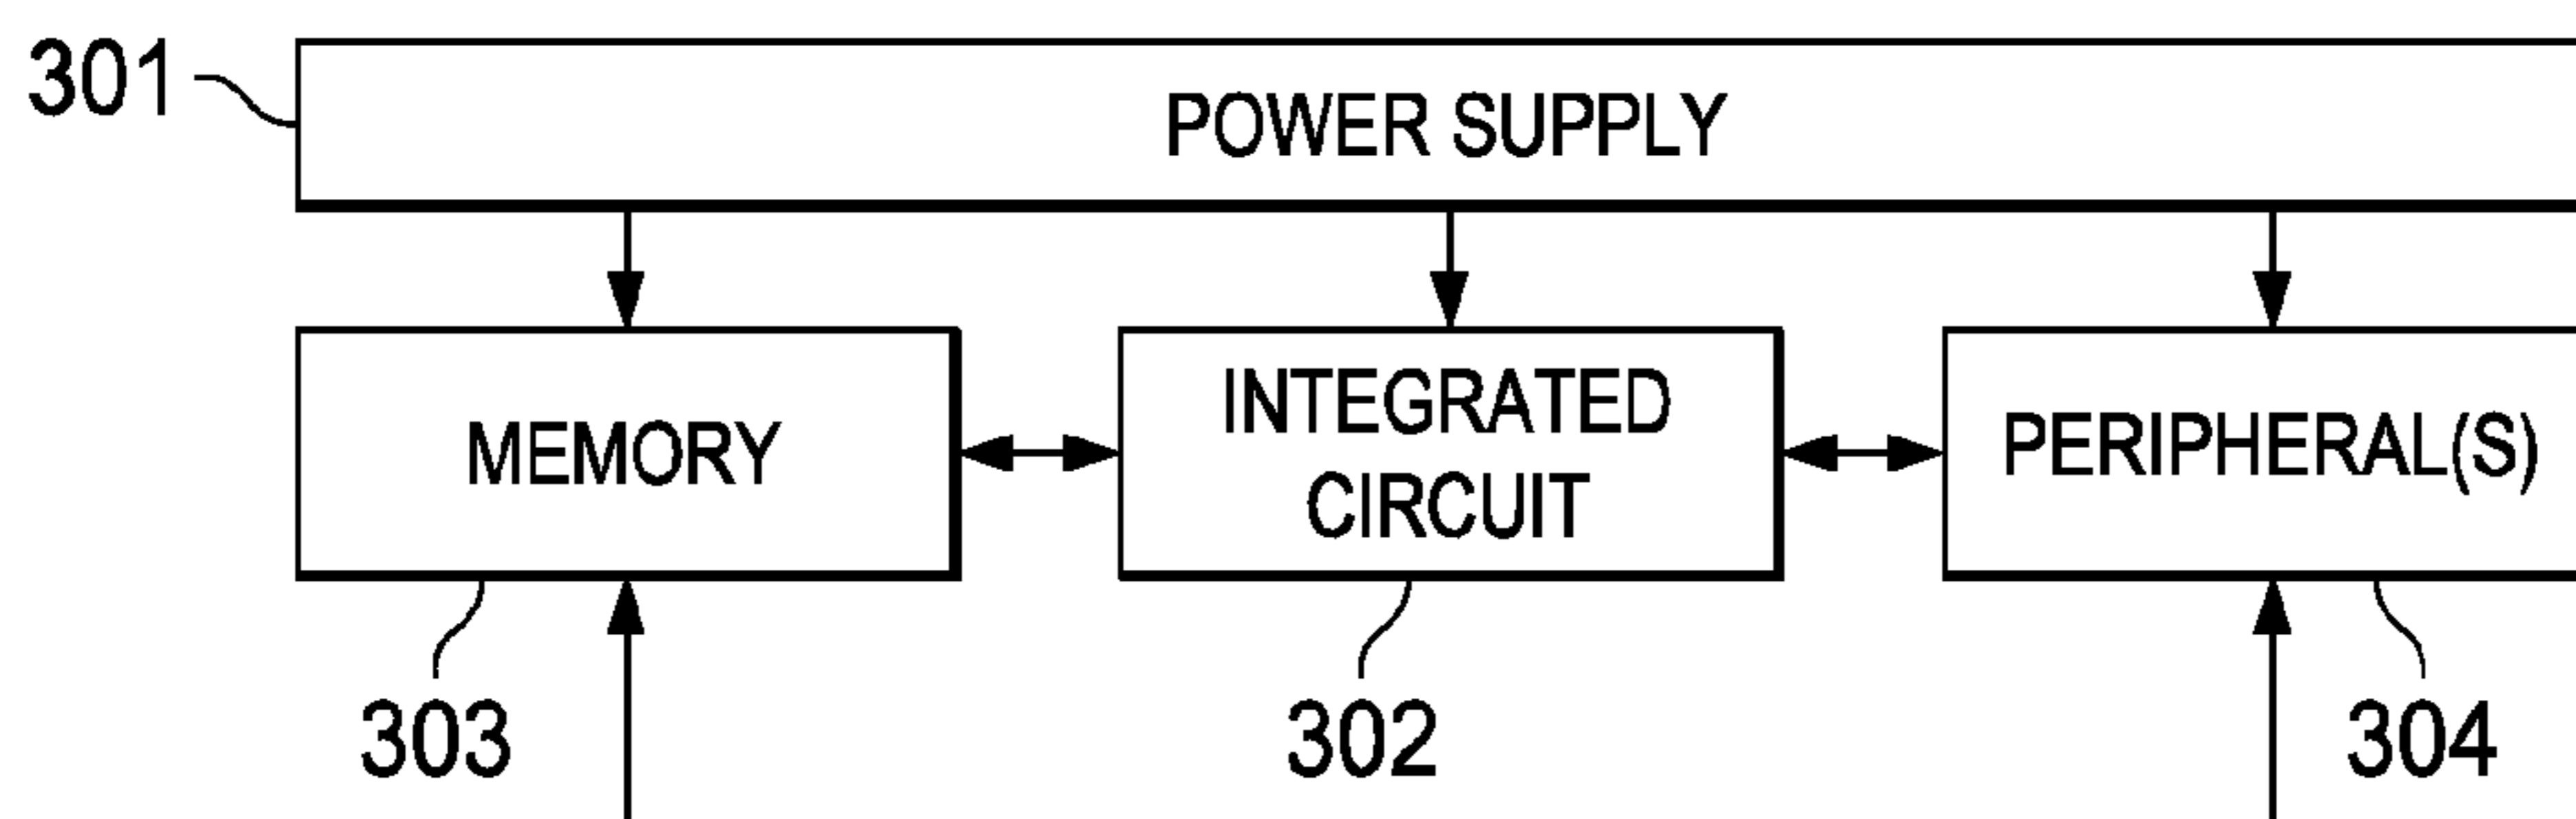 301
POWER SUPPLY
MEMORY
INTEGRATED
CIRCUIT
PERIPHERAL(S)
303
302
304